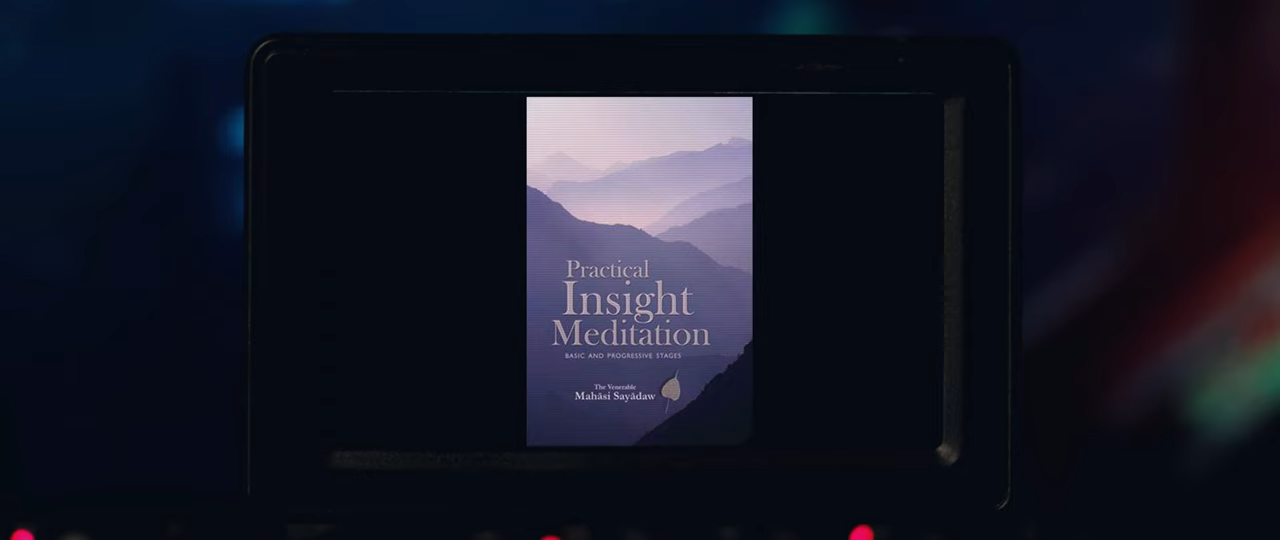 Practical
Insight
Meditation
BASIC AND PROGRESSIVE STAGES
The Venerable
Mahāsi Sayādaw